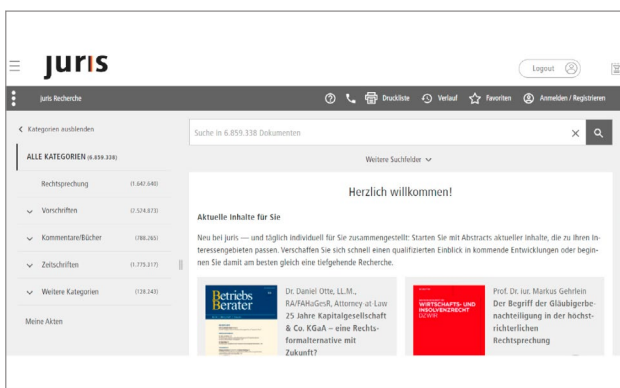 juris
Logout
juris Recherche
Druckliste
Verlauf
Favoriten
Anmelden / Registrieren
Kategorien ausblenden
ALLE KATEGORIEN (6.859.338)
Rechtsprechung (1.642.640)
Vorschriften (2.524.873)
Kommentare/Bücher (788.265)
Zeitschriften (1.775.317)
Weitere Kategorien (128.243)
Meine Akten
Suche in 6.859.338 Dokumenten
Weitere Suchfelder
Herzlich willkommen!
Aktuelle Inhalte für Sie
Neu bei juris — und täglich individuell für Sie zusammengestellt: Starten Sie mit Abstracts aktueller Inhalte, die zu Ihren In-
teressengebieten passen. Verschaffen Sie sich schnell einen qualifizierten Einblick in kommende Entwicklungen oder begin-
nen Sie damit am besten gleich eine tiefgehende Recherche.
Betriebs
Berater
Dr. Daniel Otte, LL.M.,
RA/FAHaGesR, Attorney-at-Law
25 Jahre Kapitalgesellschaft
& Co. KGaA – eine Rechts-
formalternative mit
Zukunft?
WIRTSCHAFTS- UND
INSOLVENZRECHT
DZWIR
Prof. Dr. iur. Markus Gehrlein
Der Begriff der Gläubigerbe-
nachteiligung in der höchst-
richterlichen
Rechtsprechung